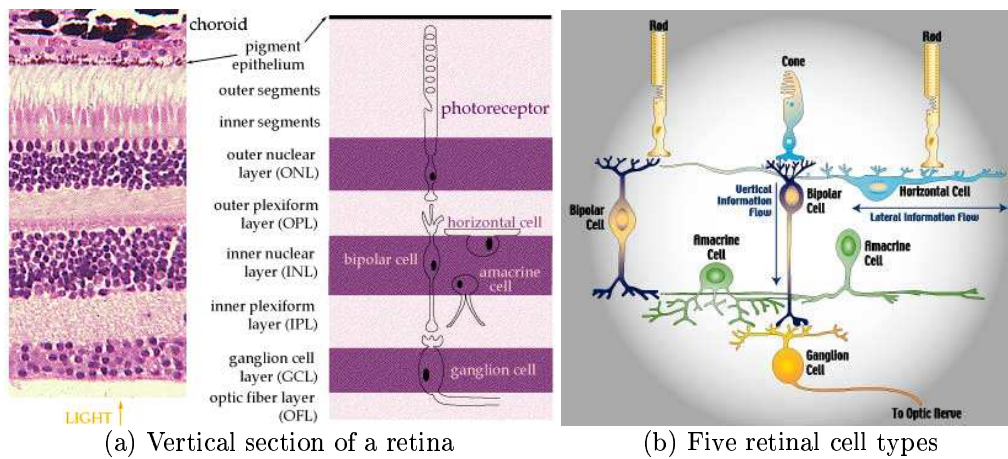 choroid
pigment
epithelium
outer segments
inner segments
outer nuclear
layer (ONL)
outer plexiform
layer (OPL)
inner nuclear
layer (INL)
inner plexiform
layer (IPL)
ganglion cell
layer (GCL)
optic fiber layer
(OFL)
LIGHT
photoreceptor
horizontal cell
bipolar cell
amacrine
cell
ganglion cell
(a) Vertical section of a retina
Rod
Cone
Rod
Vertical
Information
Flow
Bipolar
Cell
Horizontal Cell
Lateral Information Flow
Bipolar
Cell
Amacrine
Cell
Amacrine
Cell
Ganglion
Cell
To Optic Nerve
(b) Five retinal cell types